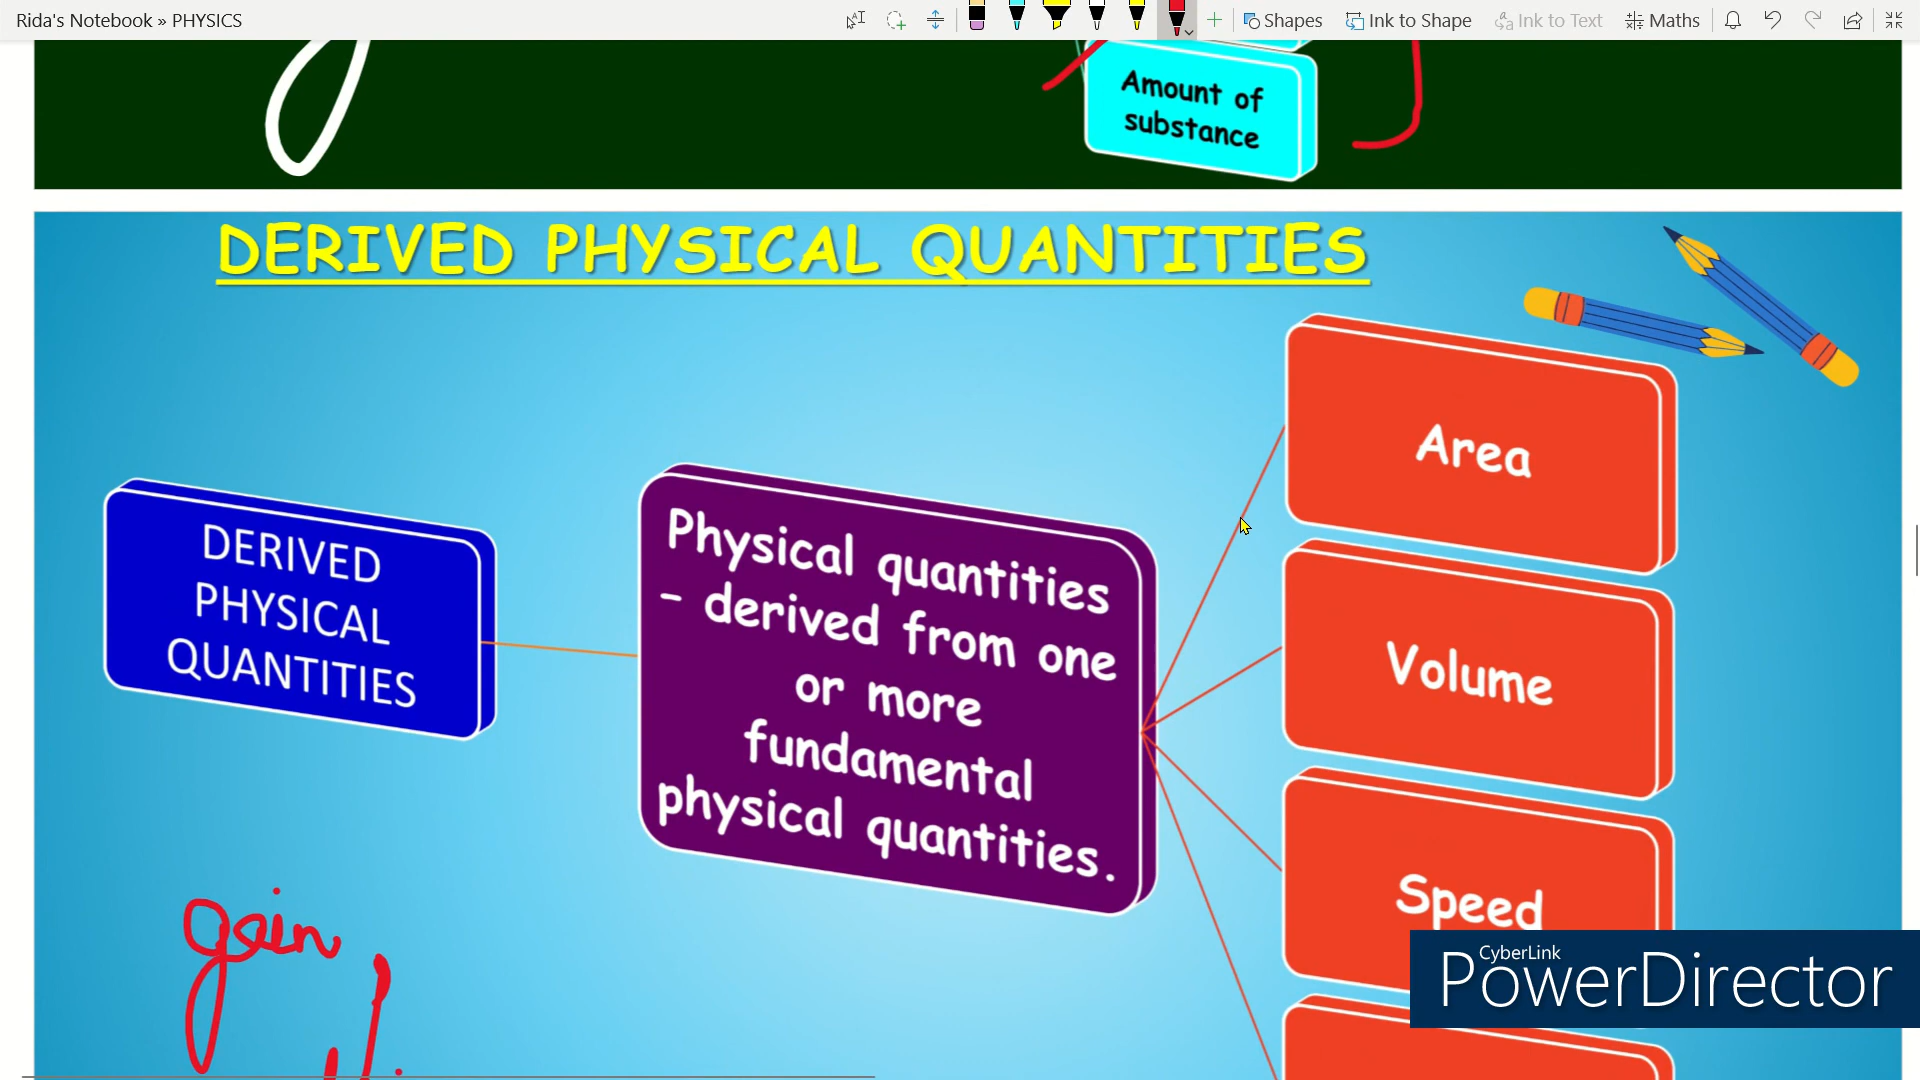 Rida's Notebook » PHYSICS
Shapes
Ink to Shape
Ink to Text
Maths
Amount of
substance
DERIVED PHYSICAL QUANTITIES
DERIVED
PHYSICAL
QUANTITIES
Physical quantities
– derived from one
or more
fundamental
physical quantities.
Area
Volume
Speed
CyberLink
PowerDirector